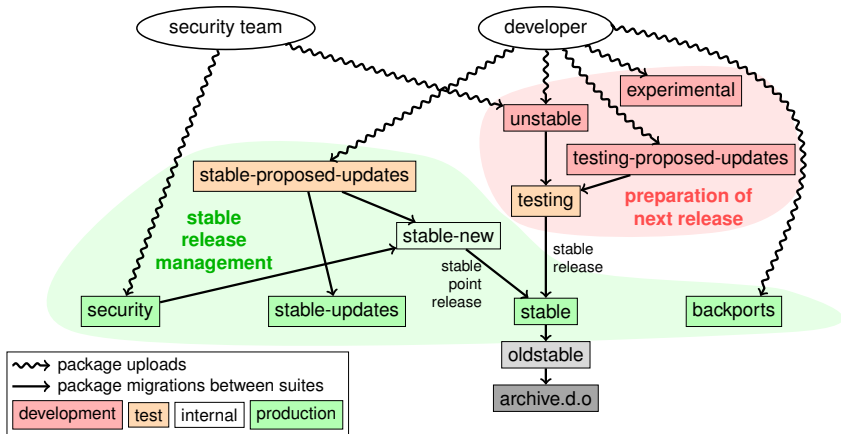 security team
developer
experimental
unstable
testing-proposed-updates
stable-proposed-updates
testing
preparation of
next release
stable
release
management
stable-new
stable
release
stable
point
release
security
stable-updates
stable
backports
oldstable
archive.d.o
package uploads
package migrations between suites
development
test
internal
production